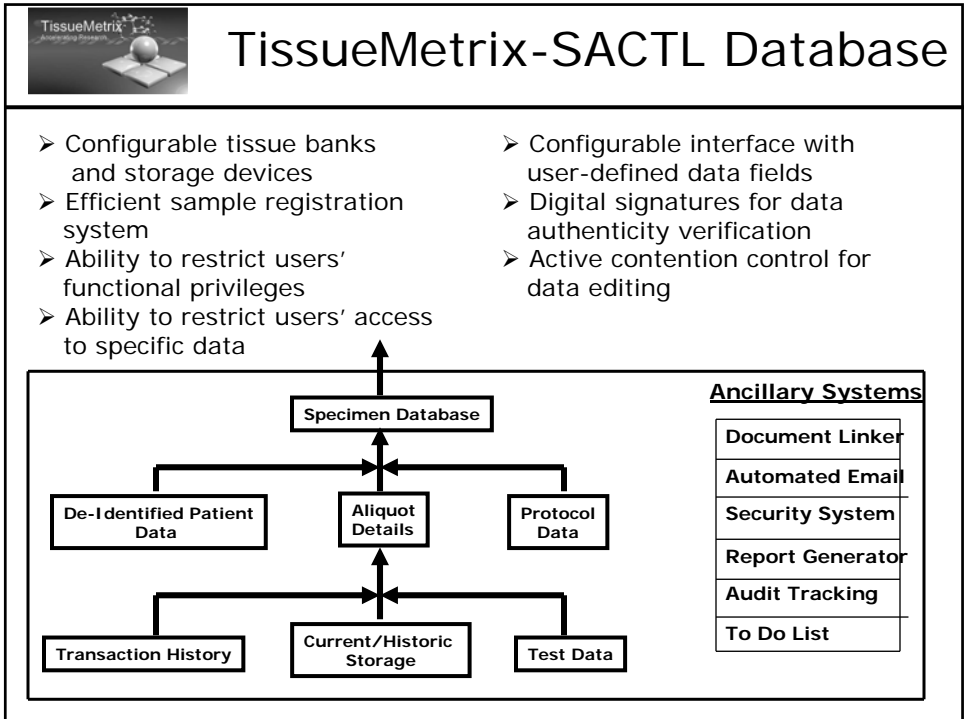 TissueMetrix
Accelerating Research
TissueMetrix-SACTL Database
➢ Configurable tissue banks
and storage devices
➢ Efficient sample registration
system
➢ Ability to restrict users’
functional privileges
➢ Ability to restrict users’ access
to specific data
➢ Configurable interface with
user-defined data fields
➢ Digital signatures for data
authenticity verification
➢ Active contention control for
data editing
Specimen Database
De-Identified Patient
Data
Aliquot
Details
Protocol
Data
Transaction History
Current/Historic
Storage
Test Data
Ancillary Systems
Document Linker
Automated Email
Security System
Report Generator
Audit Tracking
To Do List